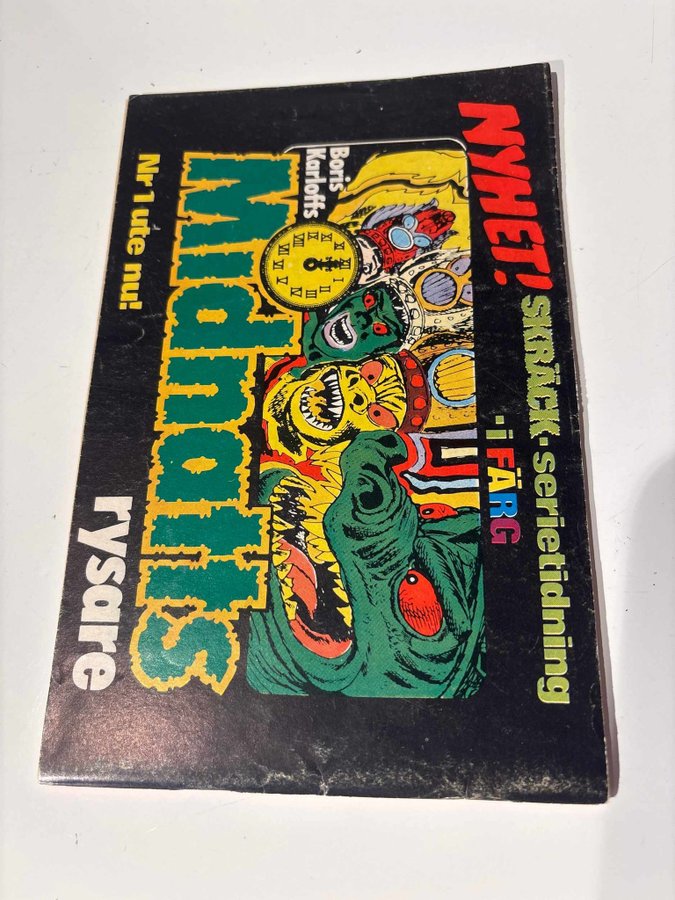 NYHET!
SKRÄCK-serietidning
-i FÄRG
Boris
Karloffs
Midnatts
rysare
Nr 1 ute nu!